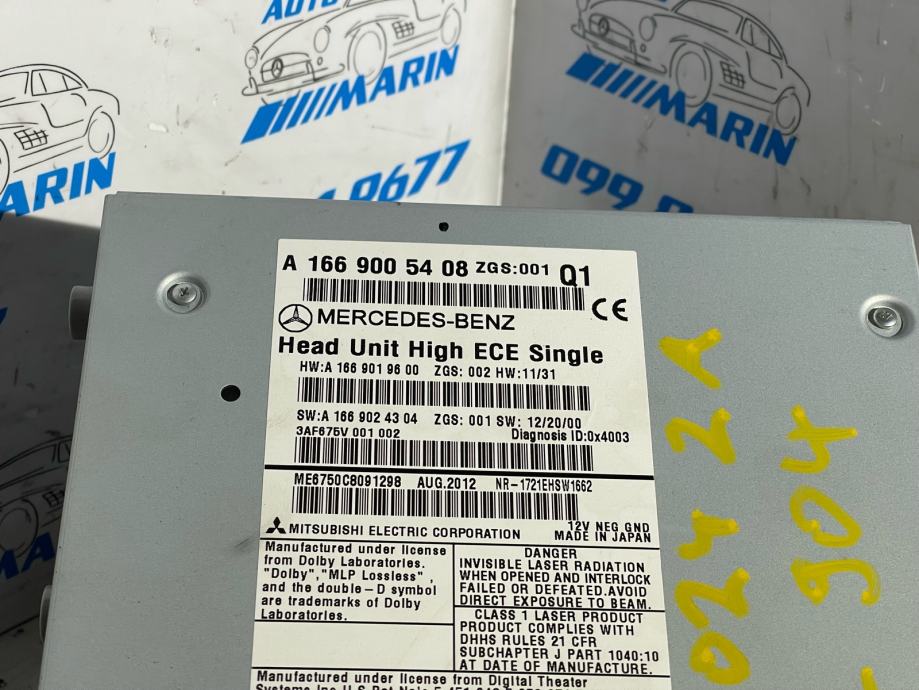 AUTO
MARIN
MARIN
MARIN
099
A 166 900 54 08 ZGS:001 Q1
CE
MERCEDES-BENZ
Head Unit High ECE Single
HW:A 166 901 96 00 ZGS: 002 HW:11/31
SW:A 166 902 43 04 ZGS: 001 SW: 12/20/00
3AF675V 001 002 Diagnosis ID:0x4003
ME6750C8091298 AUG.2012 NR-1721EHSW1662
MITSUBISHI ELECTRIC CORPORATION
12V NEG GND
MADE IN JAPAN
Manufactured under license
from Dolby Laboratories.
"Dolby","MLP Lossless",
and the double-D symbol
are trademarks of Dolby
Laboratories.
DANGER
INVISIBLE LASER RADIATION
WHEN OPENED AND INTERLOCK
FAILED OR DEFEATED.AVOID
DIRECT EXPOSURE TO BEAM.
CLASS 1 LASER PRODUCT
PRODUCT COMPLIES WITH
DHHS RULES 21 CFR
SUBCHAPTER J PART 1040:10
AT DATE OF MANUFACTURE.
Manufactured under license from Digital Theater
024 2A
904